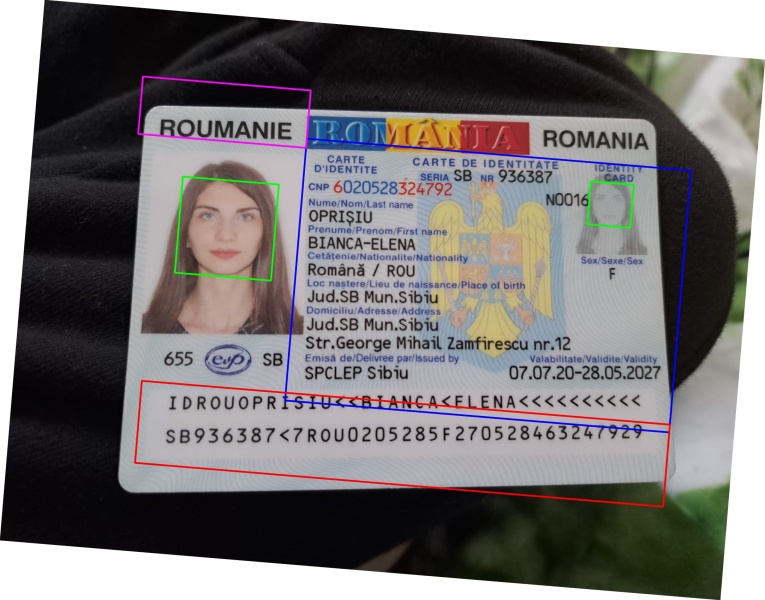 ROUMANIE ROMÂNIA ROMANIA
CARTE D'IDENTITE
CARTE DE IDENTITATE
IDENTITY CARD
SERIA SB NR 936387
CNP 6020528324792
N0016
Nume/Nom/Last name
OPRIŞIU
Prenume/Prenom/First name
BIANCA-ELENA
Cetăţenie/Nationalite/Nationality
Română / ROU
Sex/Sexe/Sex
F
Loc naştere/Lieu de naissance/Place of birth
Jud.SB Mun.Sibiu
Domiciliu/Adresse/Address
Jud.SB Mun.Sibiu
Str.George Mihail Zamfirescu nr.12
Emisă de/Delivree par/Issued by
Valabilitate/Validite/Validity
SPCLEP Sibiu
07.07.20-28.05.2027
655 SB
IDROUOPRISIU<<BIANCA<ELENA<<<<<<<<<<
SB936387<7ROU0205285F270528463247929